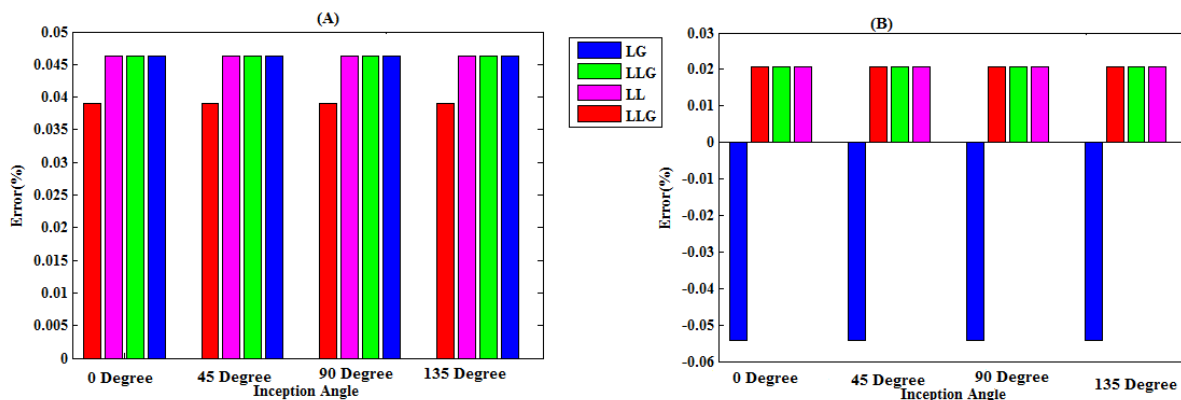 (A)
0.05
0.045
0.04
0.035
0.03
0.025
0.02
0.015
0.01
0.005
0
Error(%)
0 Degree 45 Degree 90 Degree 135 Degree
Inception Angle
LG
LLG
LL
LLG
(B)
0.03
0.02
0.01
0
-0.01
-0.02
-0.03
-0.04
-0.05
-0.06
Error(%)
0 Degree 45 Degree 90 Degree 135 Degree
Inception Angle